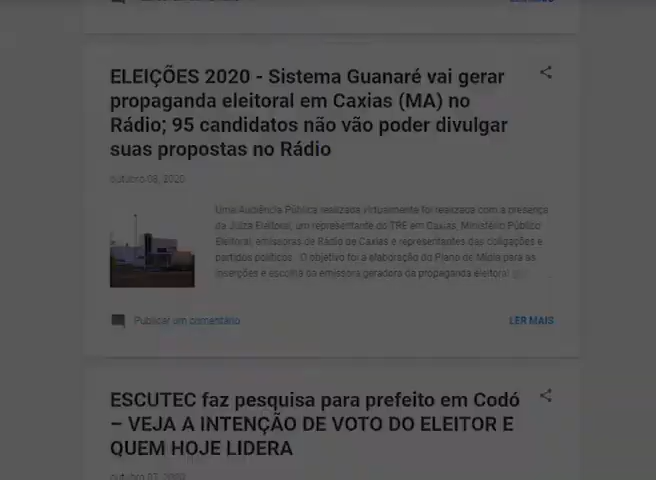 ELEIÇÕES 2020 - Sistema Guanaré vai gerar
propaganda eleitoral em Caxias (MA) no
Rádio; 95 candidatos não vão poder divulgar
suas propostas no Rádio
outubro 08, 2020
Uma Audiência Pública realizada virtualmente foi realizada com a presença
da Juíza Eleitoral, um representante do TRE em Caxias, Ministério Público
Eleitoral, emissoras de Rádio de Caxias e representantes das coligações e
partidos políticos. O objetivo foi a elaboração do Plano de Mídia para as
inserções e escolha da emissora geradora da propaganda eleitoral
Publicar um comentário
LER MAIS
ESCUTEC faz pesquisa para prefeito em Codó
– VEJA A INTENÇÃO DE VOTO DO ELEITOR E
QUEM HOJE LIDERA